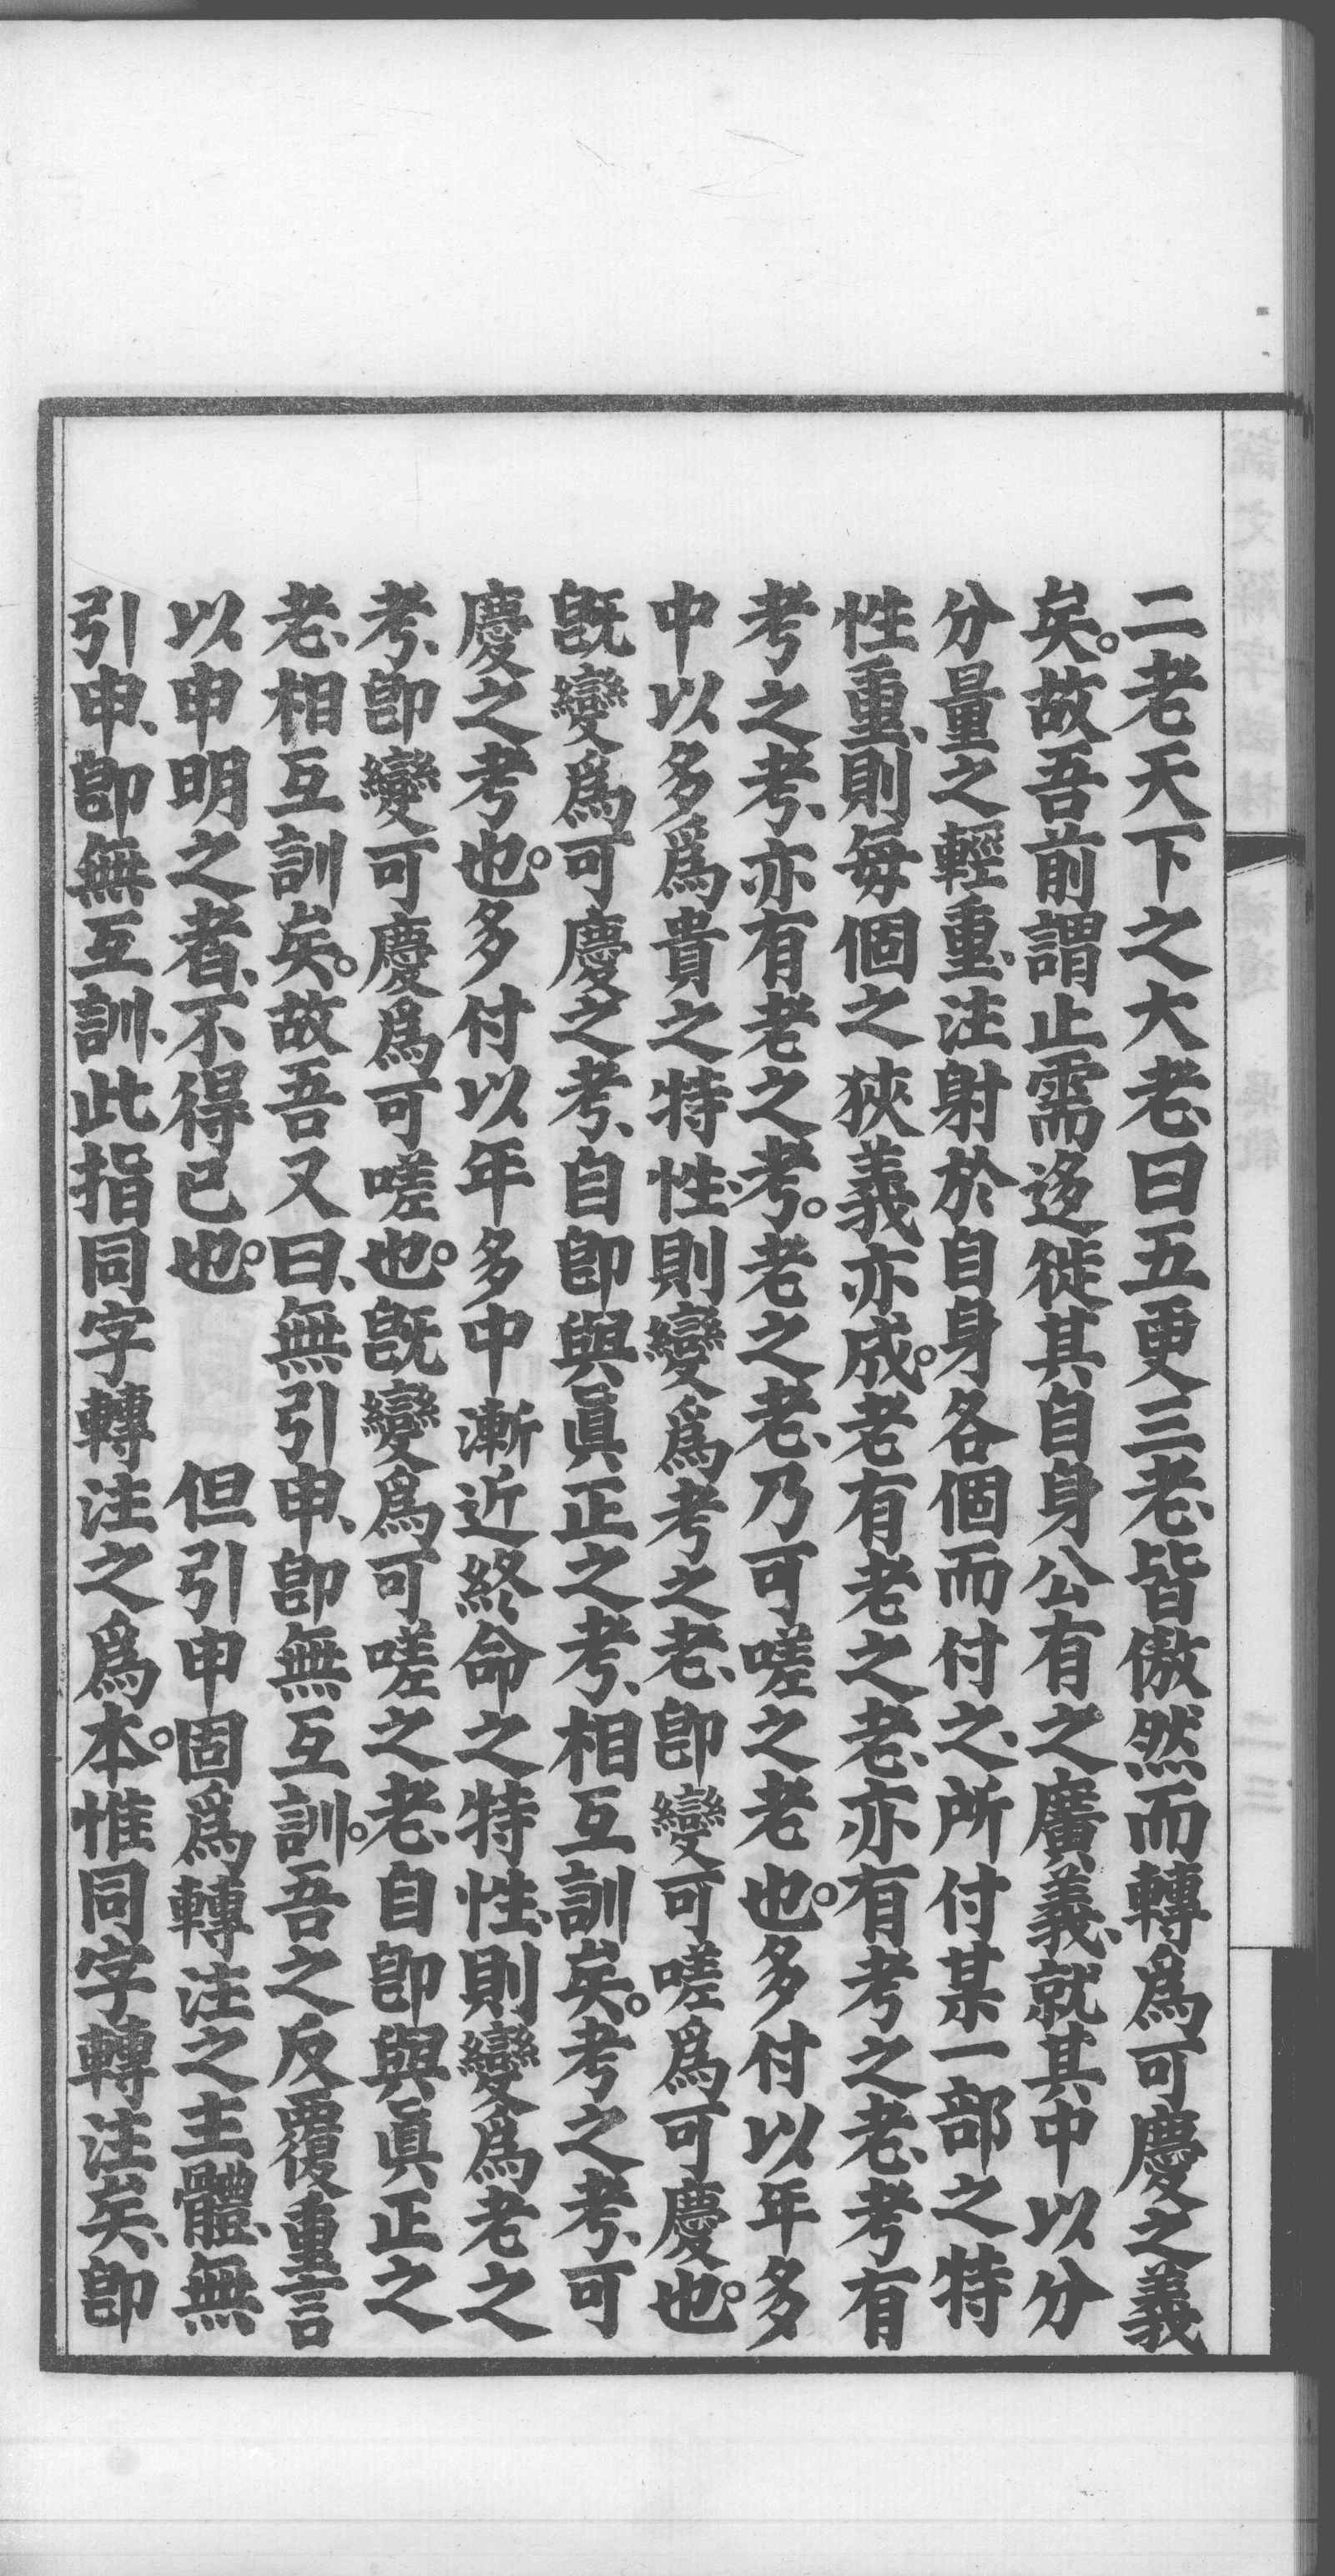 二老天下之大老、曰五更三老、皆傲然而轉爲可慶之義
矣。故吾前謂止需迻徙其自身公有之廣義、就其中以分
分量之輕重、注射於自身各個而付之、所付某一部之特
性重、則每個之狹義亦成。老有老之老、亦有考之老、考有
考之考、亦有老之考。老之老、乃可嗟之老也。多付以年多
中以多爲貴之特性、則變爲考之老、卽變可嗟爲可慶也。
旣變爲可慶之考、自卽與眞正之考、相互訓矣。考之考、可
慶之考也。多付以年多中漸近終命之特性、則變爲老之
考、卽變可慶爲可嗟也。旣變爲可嗟之老、自卽與眞正之
老、相互訓矣。故吾又曰、無引申、卽無互訓。吾之反覆重言
以申明之者、不得已也。　但引申固爲轉注之主體、無
引申、卽無互訓、此指同字轉注之爲本。惟同字轉注矣、卽